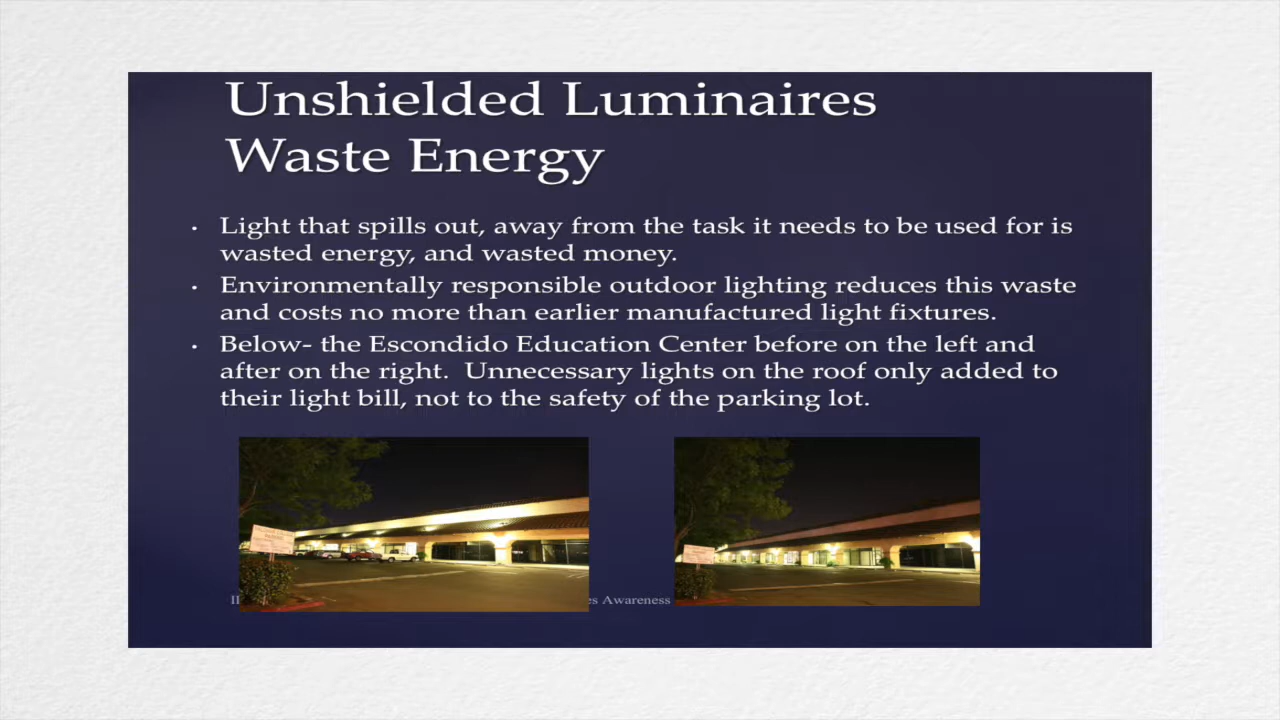 Unshielded Luminaires
Waste Energy
• Light that spills out, away from the task it needs to be used for is
wasted energy, and wasted money.
• Environmentally responsible outdoor lighting reduces this waste
and costs no more than earlier manufactured light fixtures.
• Below- the Escondido Education Center before on the left and
after on the right.  Unnecessary lights on the roof only added to
their light bill, not to the safety of the parking lot.
Awareness